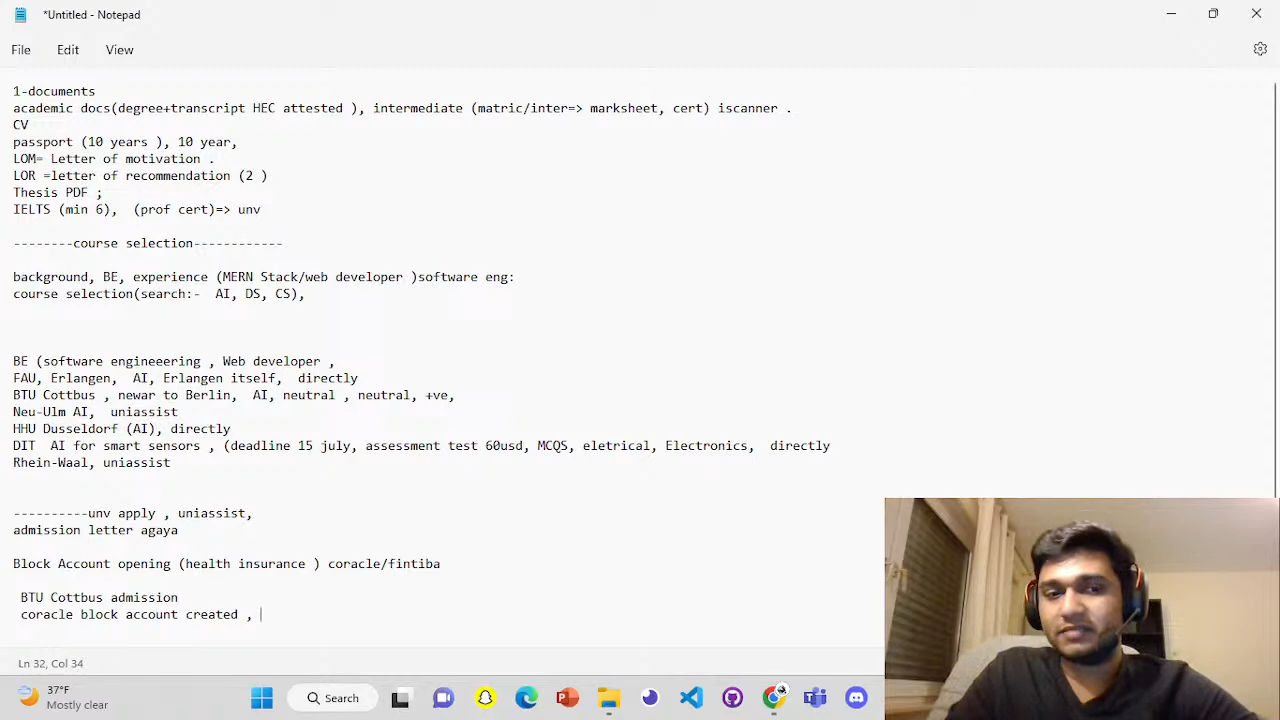 *Untitled - Notepad
File Edit View
1-documents
academic docs(degree+transcript HEC attested ), intermediate (matric/inter=> marksheet, cert) iscanner .
CV
passport (10 years ), 10 year,
LOM= Letter of motivation .
LOR =letter of recommendation (2 )
Thesis PDF ;
IELTS (min 6),  (prof cert)=> unv
--------course selection------------
background, BE, experience (MERN Stack/web developer )software eng:
course selection(search:-  AI, DS, CS),
BE (software engineeering , Web developer ,
FAU, Erlangen,  AI, Erlangen itself,  directly
BTU Cottbus , newar to Berlin,  AI, neutral , neutral, +ve,
Neu-Ulm AI,  uniassist
HHU Dusseldorf (AI), directly
DIT  AI for smart sensors , (deadline 15 july, assessment test 60usd, MCQS, eletrical, Electronics,  directly
Rhein-Waal, uniassist
----------unv apply , uniassist,
admission letter agaya
Block Account opening (health insurance ) coracle/fintiba
BTU Cottbus admission
coracle block account created ,
Ln 32, Col 34
37°F
Mostly clear
Search